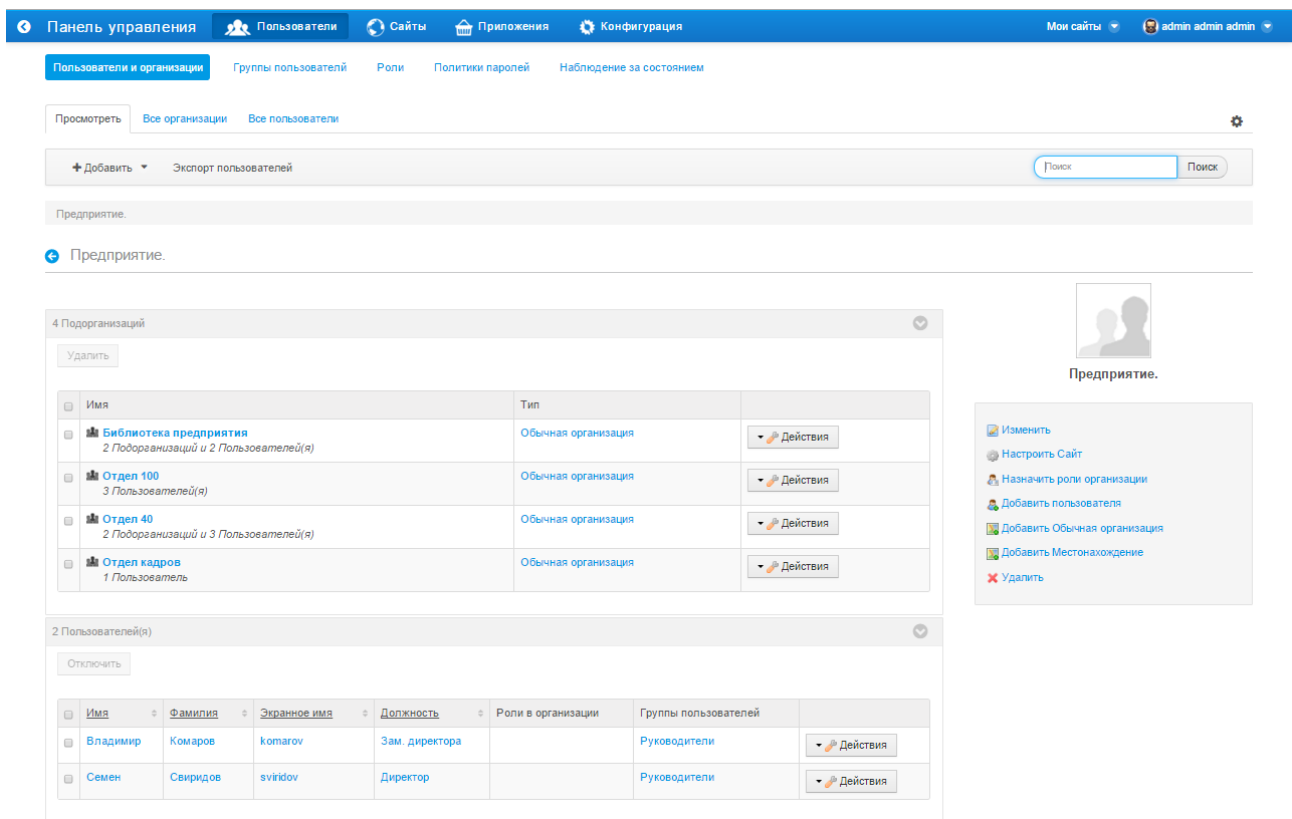 Панель управления Пользователи Сайты Приложения Конфигурация Мои сайты admin admin admin
Пользователи и организации Группы пользователй Роли Политики паролей Наблюдение за состоянием
Просмотреть Все организации Все пользователи
Добавить Экспорт пользователей Поиск Поиск
Предприятие.
Предприятие.
4 Подорганизаций
Удалить
Имя Тип
Библиотека предприятия Обычная организация Действия
2 Подорганизаций и 2 Пользователей(я)
Отдел 100 Обычная организация Действия
3 Пользователей(я)
Отдел 40 Обычная организация Действия
2 Подорганизаций и 3 Пользователей(я)
Отдел кадров Обычная организация Действия
1 Пользователь
2 Пользователей(я)
Отключить
Имя Фамилия Экранное имя Должность Роли в организации Группы пользователей
Владимир Комаров komarov Зам. директора Руководители Действия
Семен Свиридов sviridov Директор Руководители Действия
Предприятие.
Изменить
Настроить Сайт
Назначить роли организации
Добавить пользователя
Добавить Обычная организация
Добавить Местонахождение
Удалить